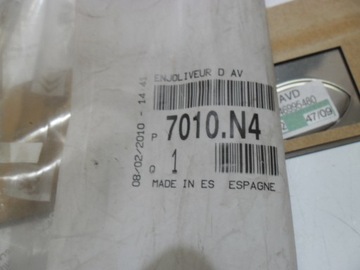 ENJOLIVEUR D AV
P 7010.N4
Q 1
MADE IN ES ESPAGNE
08/02/2010 - 14:41
AVD
47/09